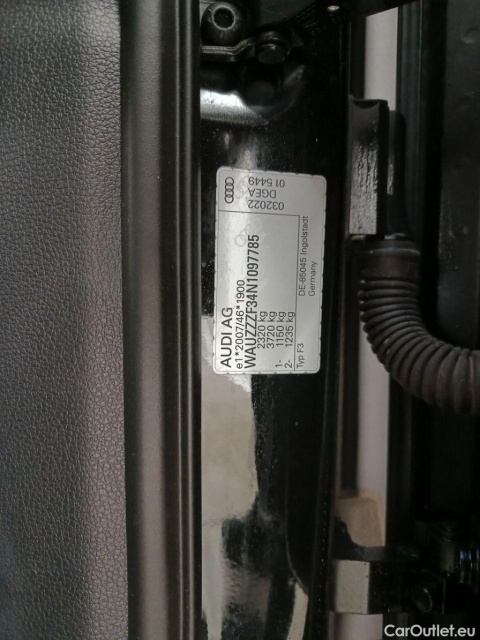 AUDI AG
e1*2007/46*1900
WAUZZZF34N1097785
2320 kg
3720 kg
1- 1150 kg
2- 1235 kg
Typ F3
DE-85045 Ingolstadt
Germany
032022
DGEA
01 5449
CarOutlet.eu